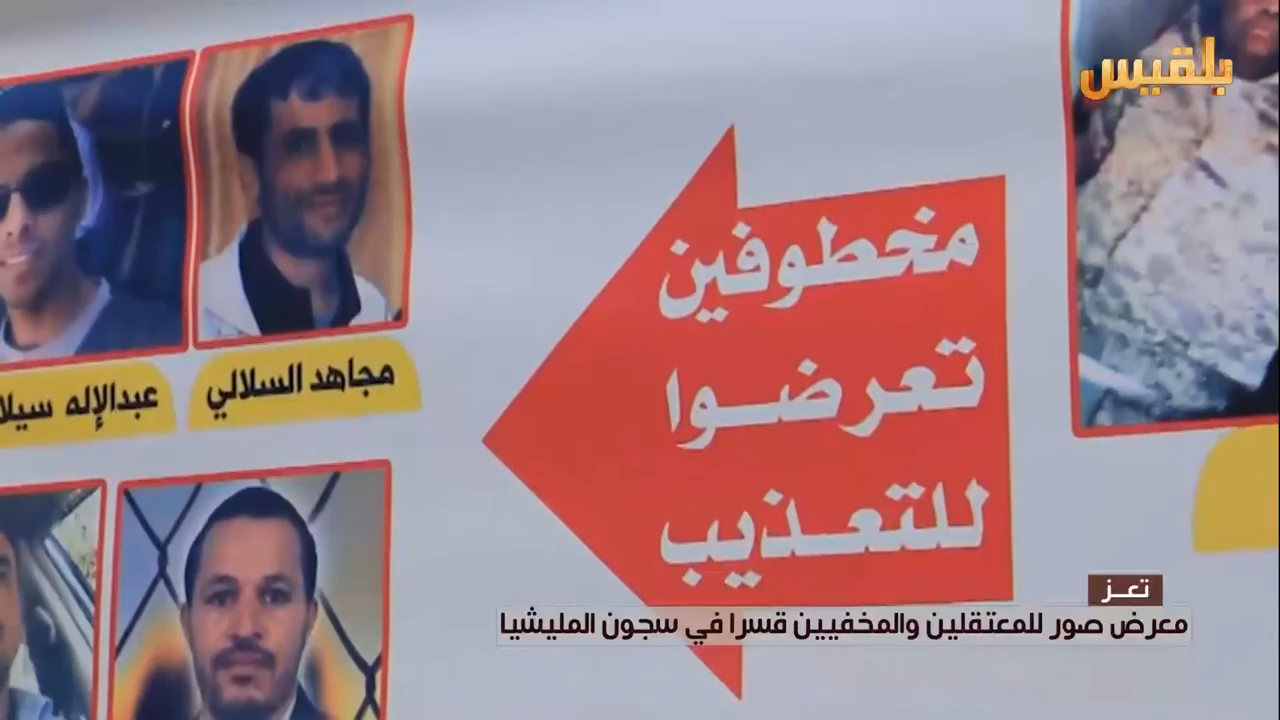 بلقيس
مخطوفين
تعرضوا
للتعذيب
مجاهد السلالي
عبدالإله
تعز
معرض صور للمعتقلين والمخفيين قسرا في سجون المليشيا